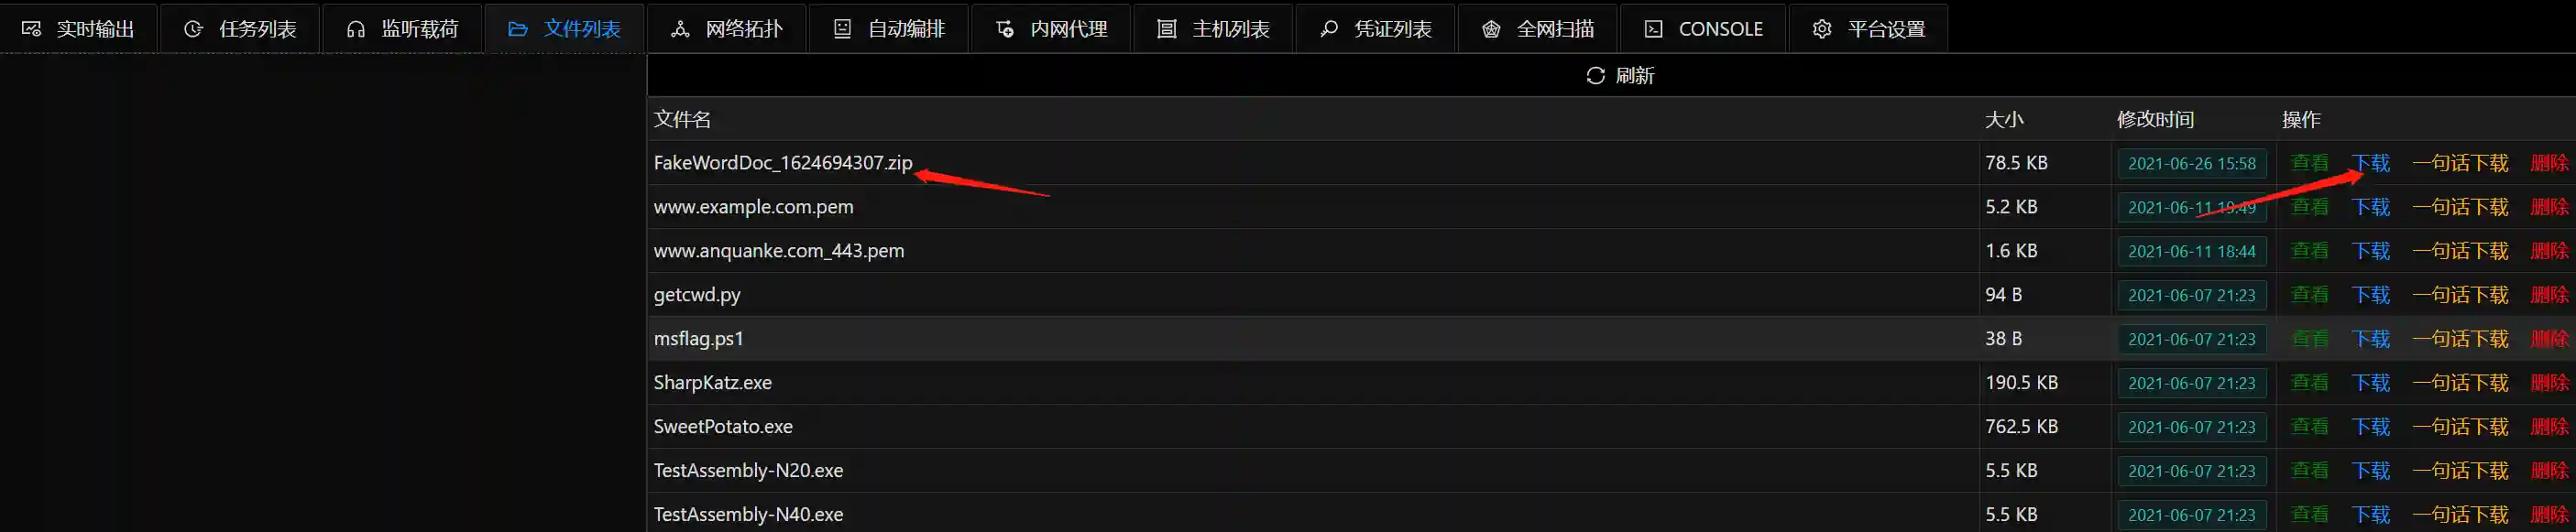 实时输出 任务列表 监听载荷 文件列表 网络拓扑 自动编排 内网代理 主机列表 凭证列表 全网扫描 CONSOLE 平台设置
刷新
文件名 大小 修改时间 操作
FakeWordDoc_1624694307.zip 78.5 KB 2021-06-26 15:58 查看 下载 一句话下载 删除
www.example.com.pem 5.2 KB 2021-06-11 19:49 查看 下载 一句话下载 删除
www.anquanke.com_443.pem 1.6 KB 2021-06-11 18:44 查看 下载 一句话下载 删除
getcwd.py 94 B 2021-06-07 21:23 查看 下载 一句话下载 删除
msflag.ps1 38 B 2021-06-07 21:23 查看 下载 一句话下载 删除
SharpKatz.exe 190.5 KB 2021-06-07 21:23 查看 下载 一句话下载 删除
SweetPotato.exe 762.5 KB 2021-06-07 21:23 查看 下载 一句话下载 删除
TestAssembly-N20.exe 5.5 KB 2021-06-07 21:23 查看 下载 一句话下载 删除
TestAssembly-N40.exe 5.5 KB 2021-06-07 21:23 查看 下载 一句话下载 删除